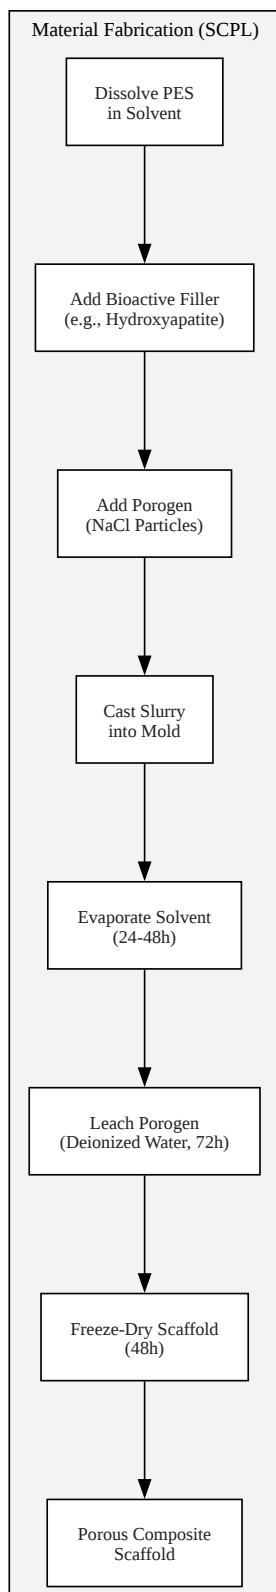 Material Fabrication (SCPL)
Dissolve PES
in Solvent
Add Bioactive Filler
(e.g., Hydroxyapatite)
Add Porogen
(NaCl Particles)
Cast Slurry
into Mold
Evaporate Solvent
(24-48h)
Leach Porogen
(Deionized Water, 72h)
Freeze-Dry Scaffold
(48h)
Porous Composite
Scaffold